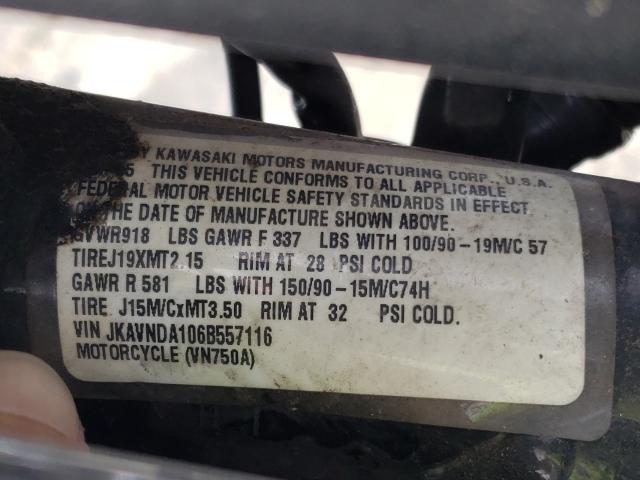 BY KAWASAKI MOTORS MANUFACTURING CORP., U.S.A.
5 THIS VEHICLE CONFORMS TO ALL APPLICABLE
FEDERAL MOTOR VEHICLE SAFETY STANDARDS IN EFFECT
ON THE DATE OF MANUFACTURE SHOWN ABOVE.
GVWR918 LBS GAWR F 337 LBS WITH 100/90-19M/C 57
TIREJ19XMT2.15 RIM AT 28 PSI COLD
GAWR R 581 LBS WITH 150/90-15M/C74H
TIRE J15M/CxMT3.50 RIM AT 32 PSI COLD.
VIN JKAVNDA106B557116
MOTORCYCLE (VN750A)